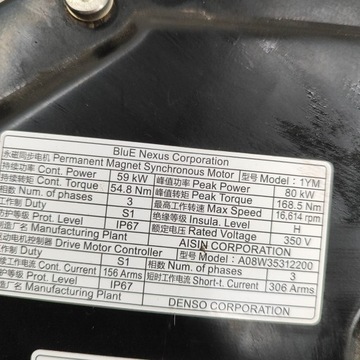 BluE Nexus Corporation
永磁同步电机 Permanent Magnet Synchronous Motor 型号 Model: 1YM
持续功率 Cont. Power 59 kW 峰值功率 Peak Power 80 kW
持续转矩 Cont. Torque 54.8 Nm 峰值转矩 Peak Torque 168.5 Nm
相数 Num. of phases 3 最高工作转速 Max Speed 16,614 rpm
工作制 Duty S1 绝缘等级 Insula. Level H
防护等级 Prot. Level IP67 额定电压 Rated Voltage 350 V
制造厂名 Manufacturing Plant AISIN CORPORATION
驱动电机控制器 Drive Motor Controller 型号 Model: A08W35312200
工作制 Duty S1
持续工作电流 Cont. Current 156 Arms 短时工作电流 Short-t. Current 306 Arms
防护等级 Prot. Level IP67 相数 Num. of phases 3
制造厂名 Manufacturing Plant DENSO CORPORATION